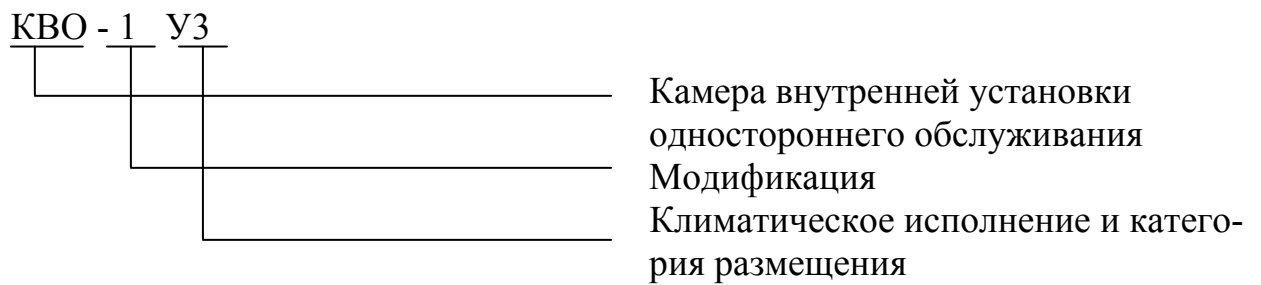 КВО - 1 У3
Камера внутренней установки
одностороннего обслуживания
Модификация
Климатическое исполнение и катего-
рия размещения